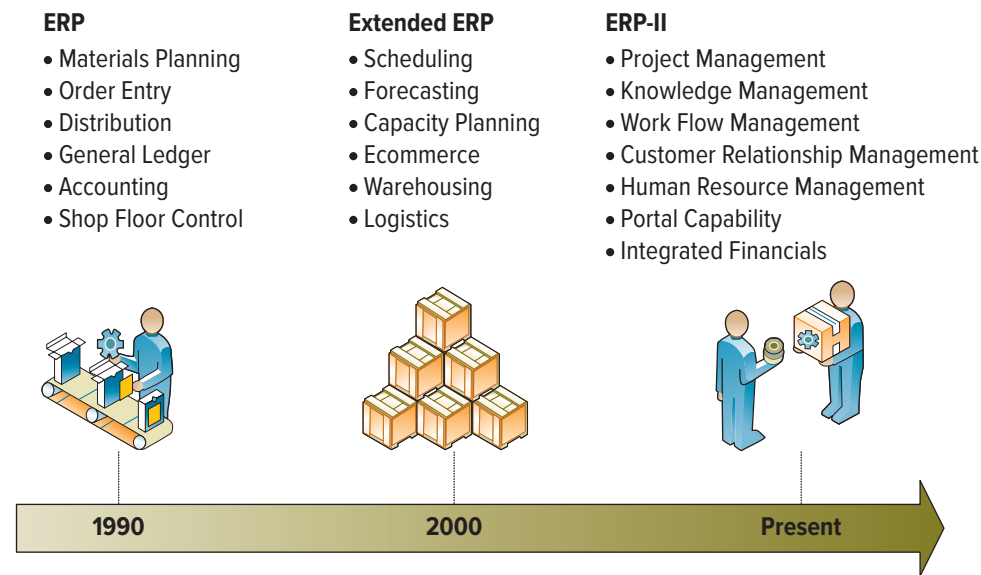 ERP
• Materials Planning
• Order Entry
• Distribution
• General Ledger
• Accounting
• Shop Floor Control
Extended ERP
• Scheduling
• Forecasting
• Capacity Planning
• Ecommerce
• Warehousing
• Logistics
ERP-II
• Project Management
• Knowledge Management
• Work Flow Management
• Customer Relationship Management
• Human Resource Management
• Portal Capability
• Integrated Financials
1990
2000
Present